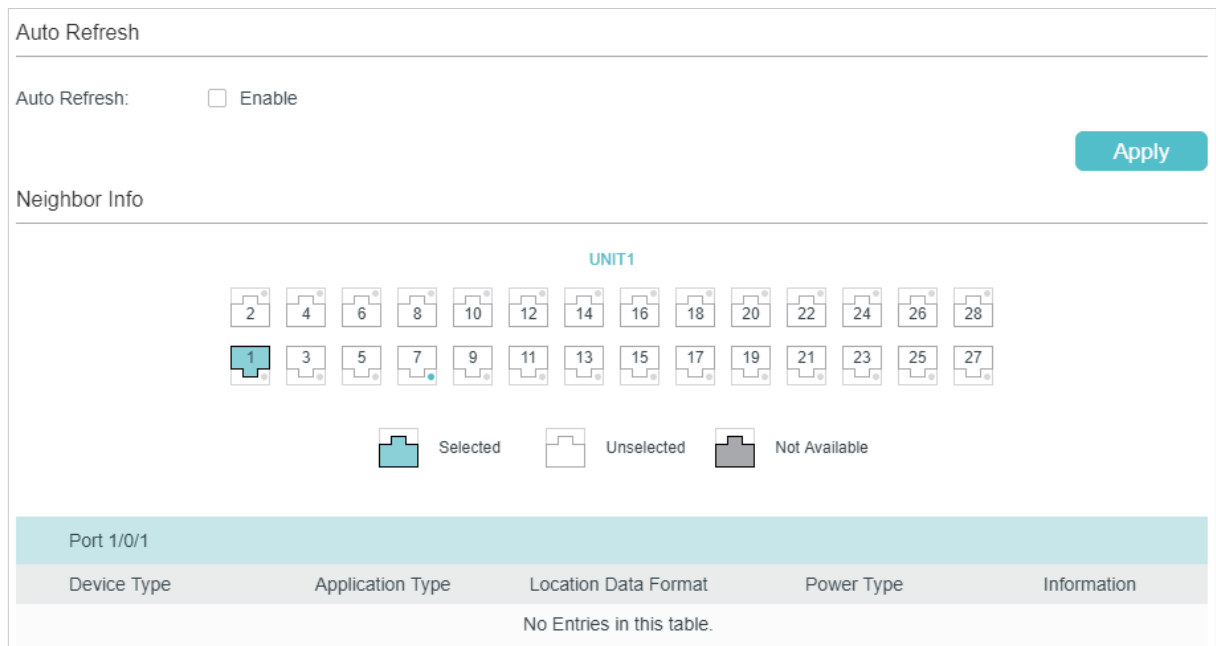 Auto Refresh
Auto Refresh: Enable
Apply
Neighbor Info
UNIT1
2 4 6 8 10 12 14 16 18 20 22 24 26 28
1 3 5 7 9 11 13 15 17 19 21 23 25 27
Selected Unselected Not Available
Port 1/0/1
Device Type Application Type Location Data Format Power Type Information
No Entries in this table.